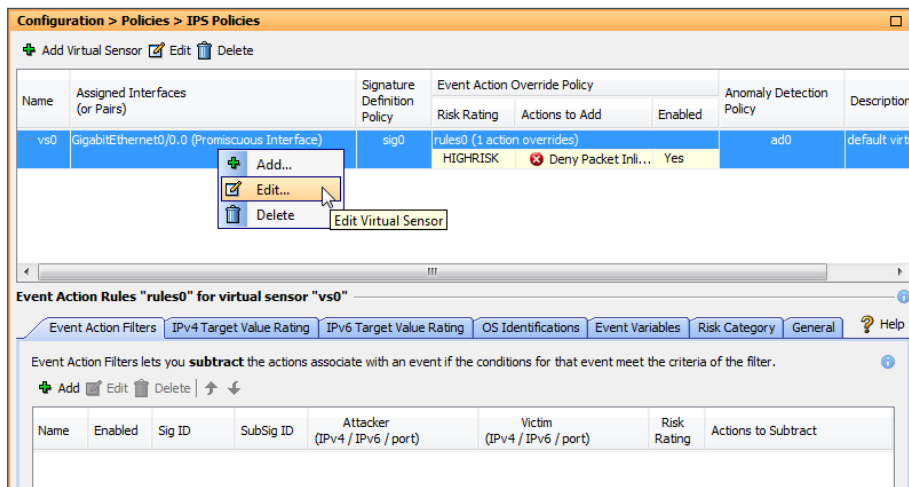 Configuration > Policies > IPS Policies
Add Virtual Sensor Edit Delete
Name
Assigned Interfaces
(or Pairs)
Signature
Definition
Policy
Event Action Override Policy
Risk Rating Actions to Add Enabled
Anomaly Detection
Policy
Description
vs0 GigabitEthernet0/0.0 (Promiscuous Interface) sig0 rules0 (1 action overrides) ad0 default virt
HIGHRISK Deny Packet Inli... Yes
Add...
Edit...
Delete
Edit Virtual Sensor
Event Action Rules "rules0" for virtual sensor "vs0"
Event Action Filters IPv4 Target Value Rating IPv6 Target Value Rating OS Identifications Event Variables Risk Category General ? Help
Event Action Filters lets you subtract the actions associate with an event if the conditions for that event meet the criteria of the filter.
Add Edit Delete
Name Enabled Sig ID SubSig ID
Attacker
(IPv4 / IPv6 / port)
Victim
(IPv4 / IPv6 / port)
Risk
Rating
Actions to Subtract